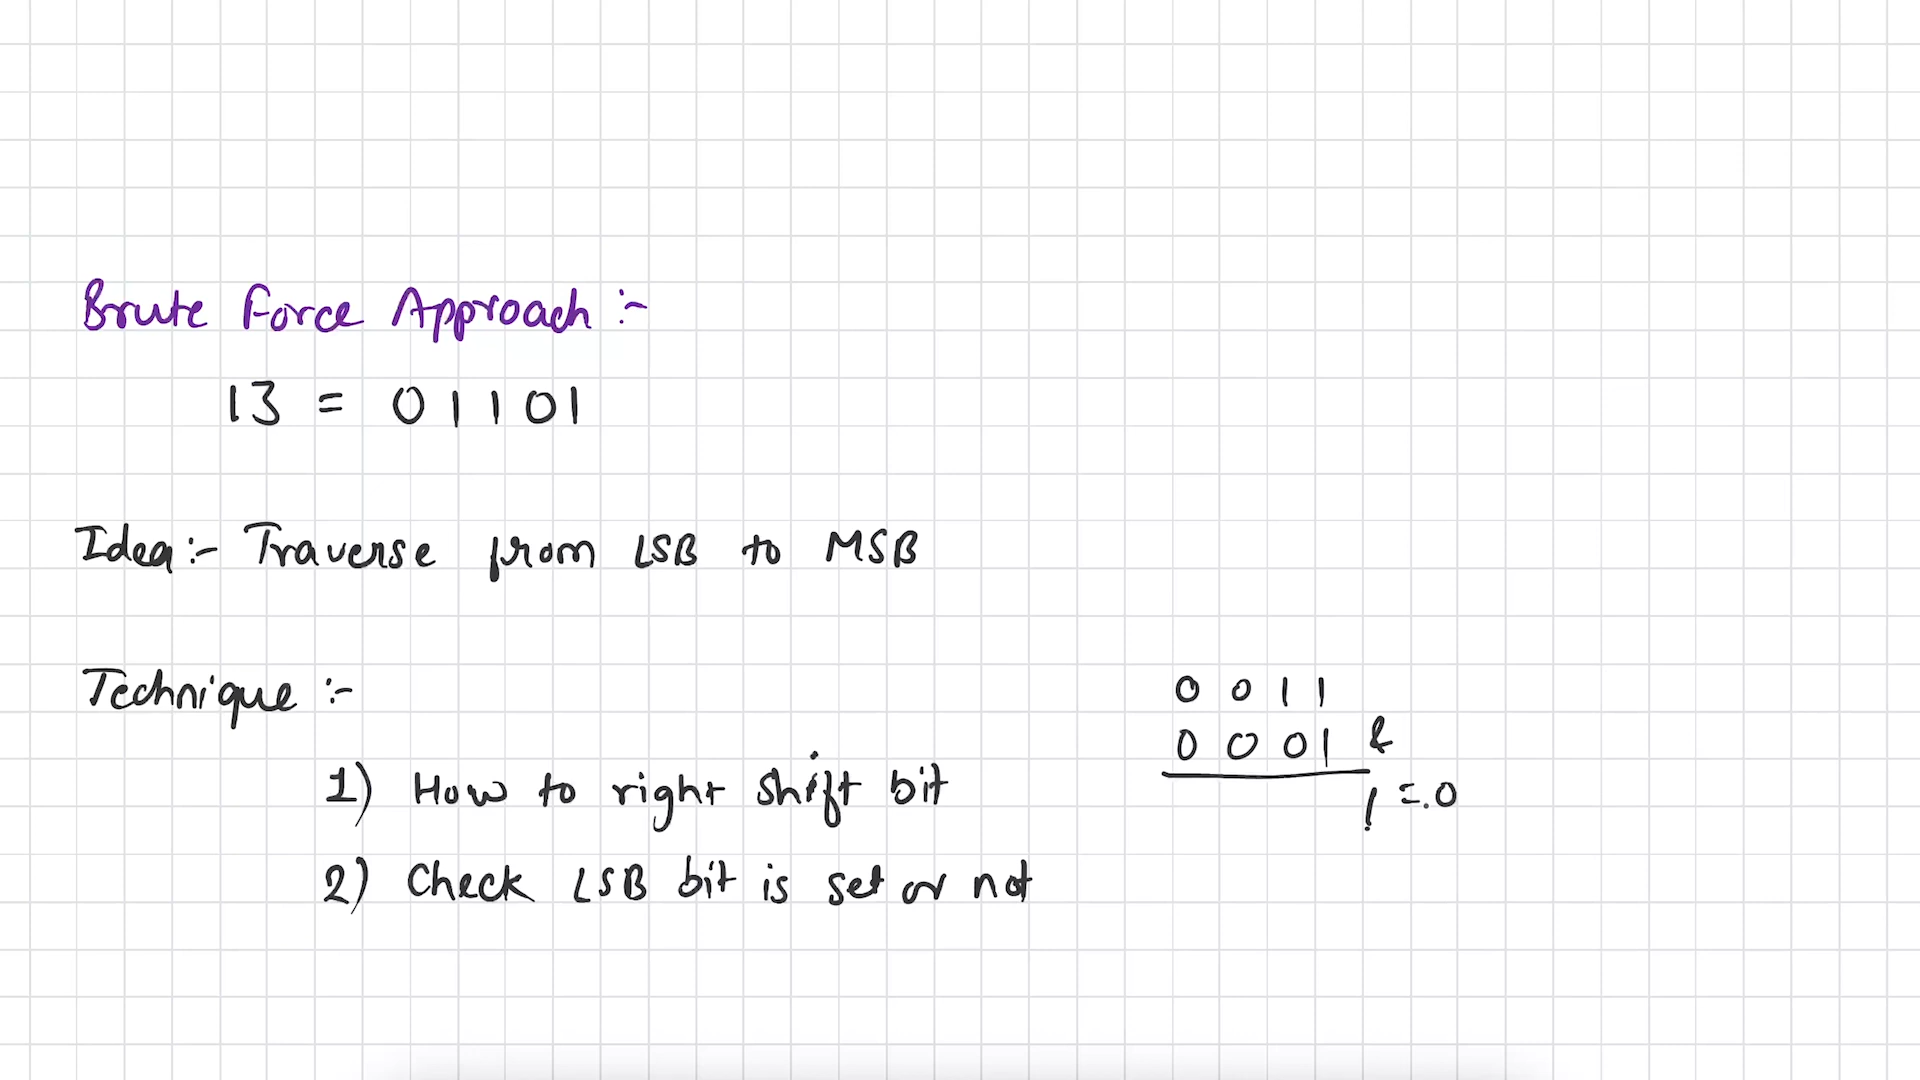 Brute Force Approach :-
13 = 01101
Idea :- Traverse from LSB to MSB
Technique :-
0 0 1 1
0 0 0 1 &
1) How to right shift bit
! = 0
2) Check LSB bit is set or not